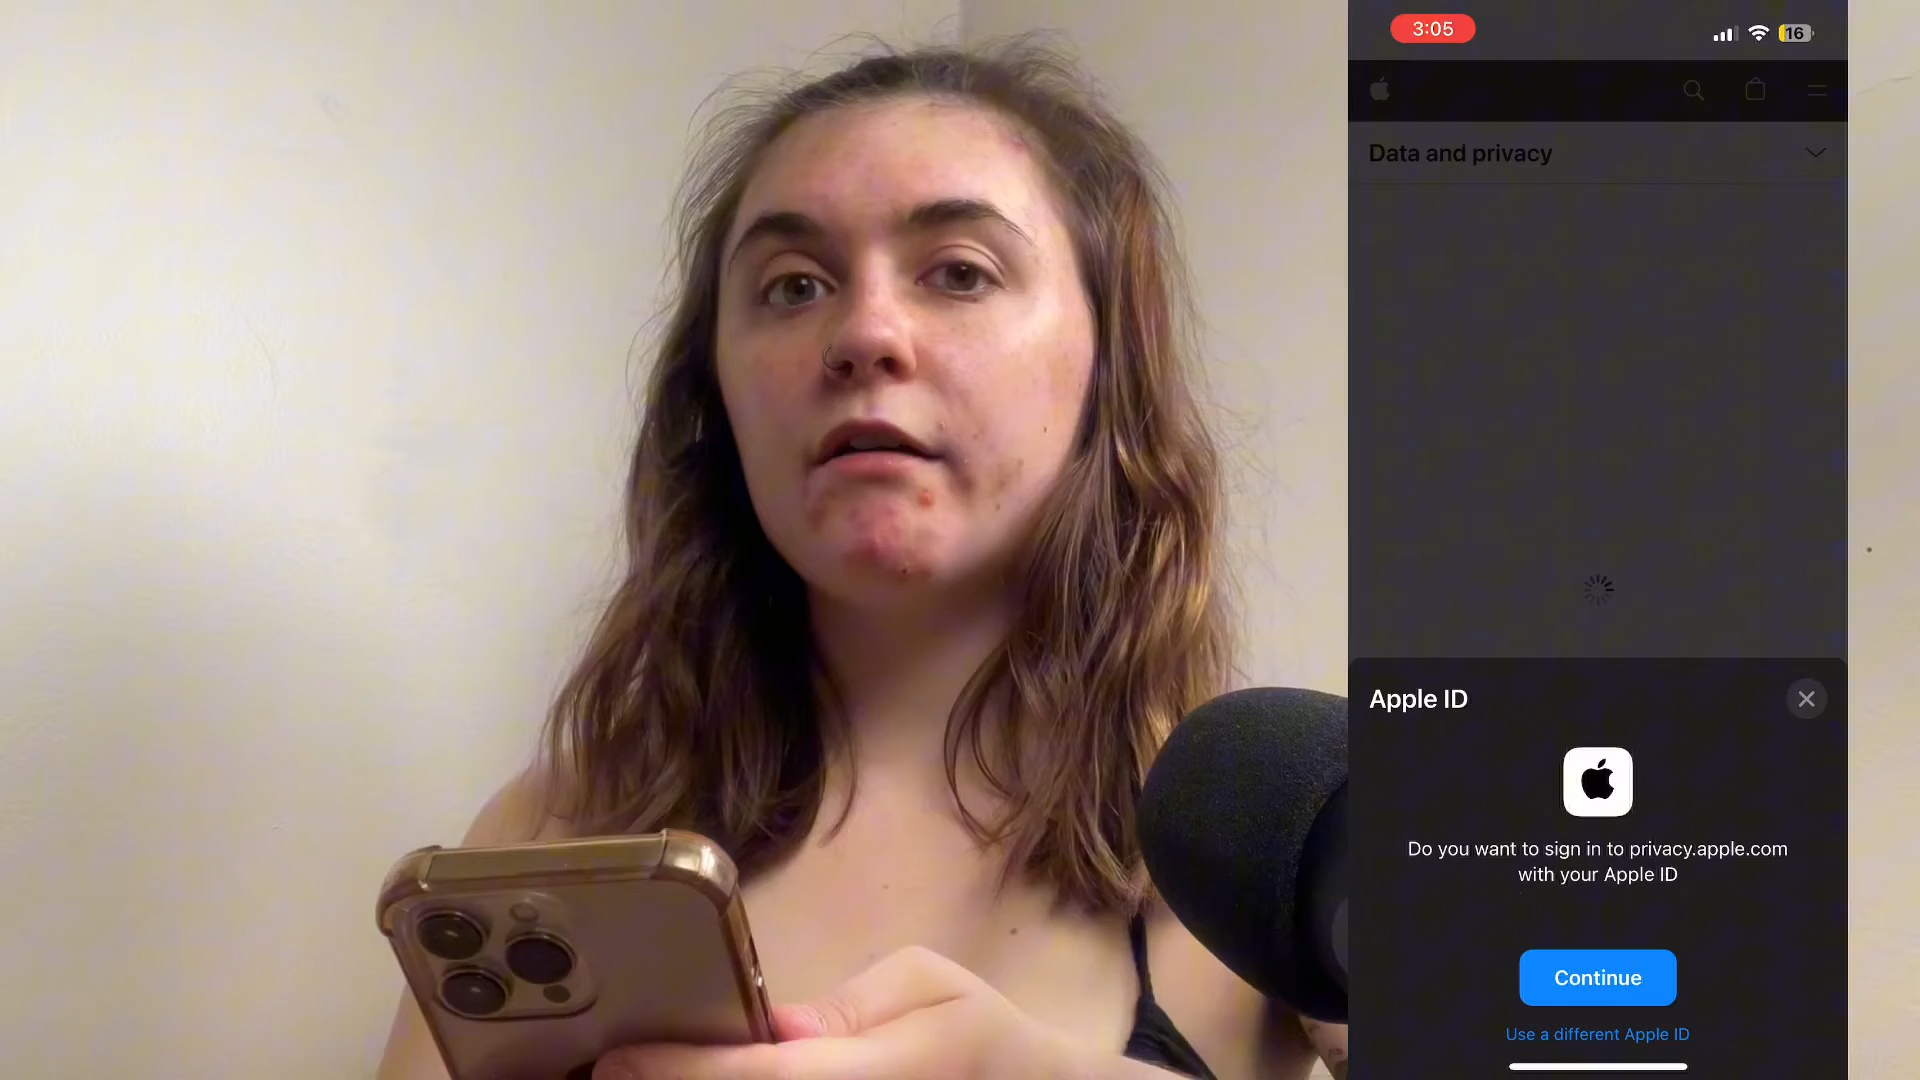 3:05
16
Data and privacy
Apple ID
Do you want to sign in to privacy.apple.com
with your Apple ID
Continue
Use a different Apple ID